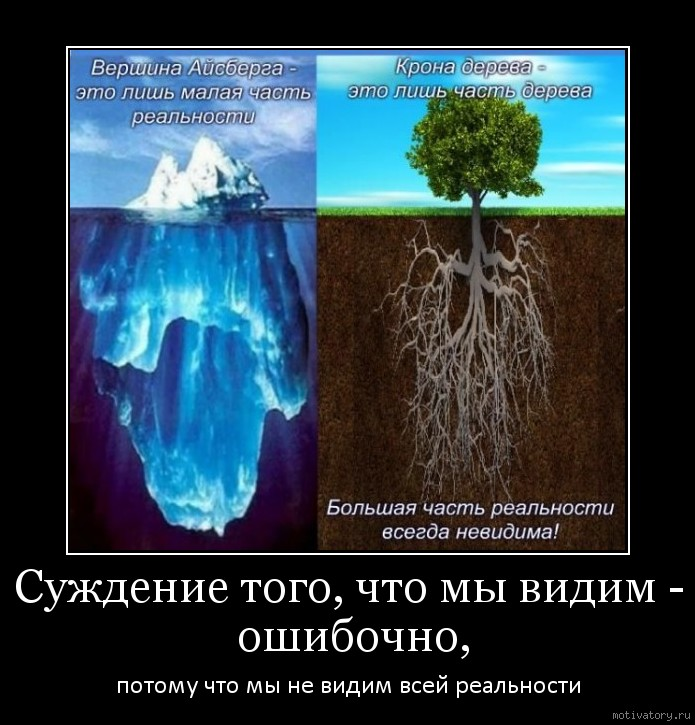 Вершина Айсберга -
это лишь малая часть
реальности
Крона дерева -
это лишь часть дерева
Большая часть реальности
всегда невидима!
Суждение того, что мы видим -
ошибочно,
потому что мы не видим всей реальности
motivatory.ru